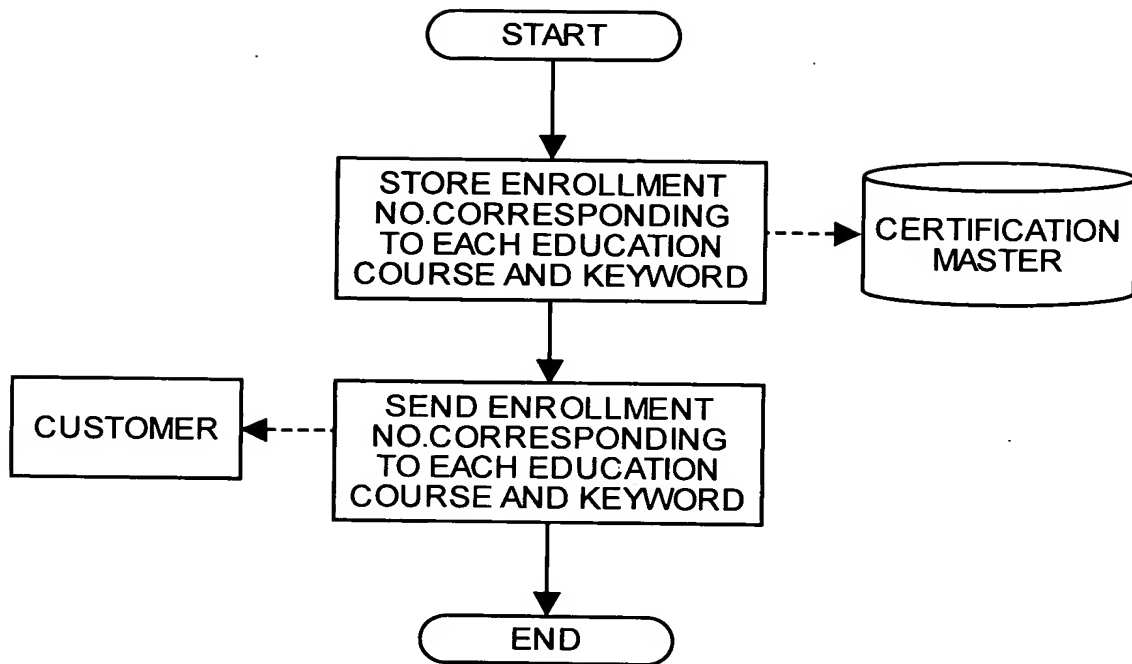 START
STORE ENROLLMENT
NO.CORRESPONDING
TO EACH EDUCATION
COURSE AND KEYWORD
CERTIFICATION
MASTER
CUSTOMER
SEND ENROLLMENT
NO.CORRESPONDING
TO EACH EDUCATION
COURSE AND KEYWORD
END